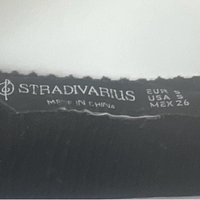 STRADIVARIUS
MADE IN CHINA
EUR S
USA S
MEX 26